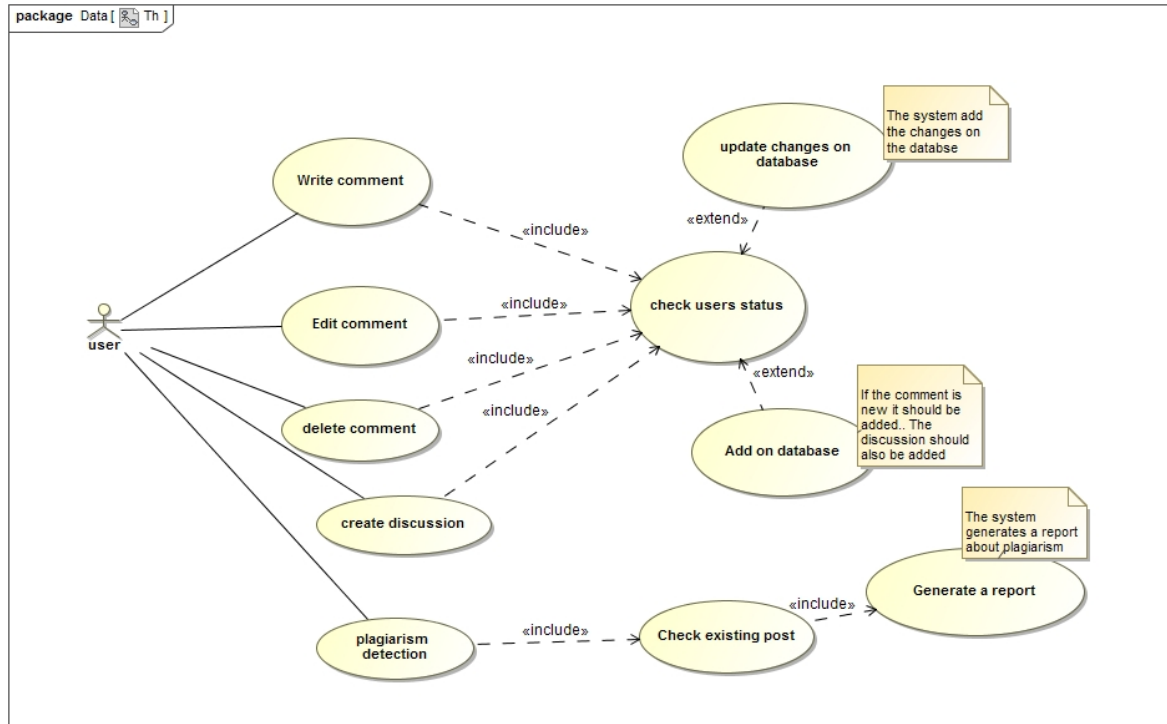 package Data [ Th ]
The system add
the changes on
the databse
update changes on
database
Write comment
«extend»
«include»
check users status
«include»
Edit comment
user
«include»
«extend»
If the comment is
new it should be
added.. The
discussion should
also be added
«include»
delete comment
Add on database
create discussion
The system
generates a report
about plagiarism
Generate a report
«include»
«include»
Check existing post
plagiarism
detection